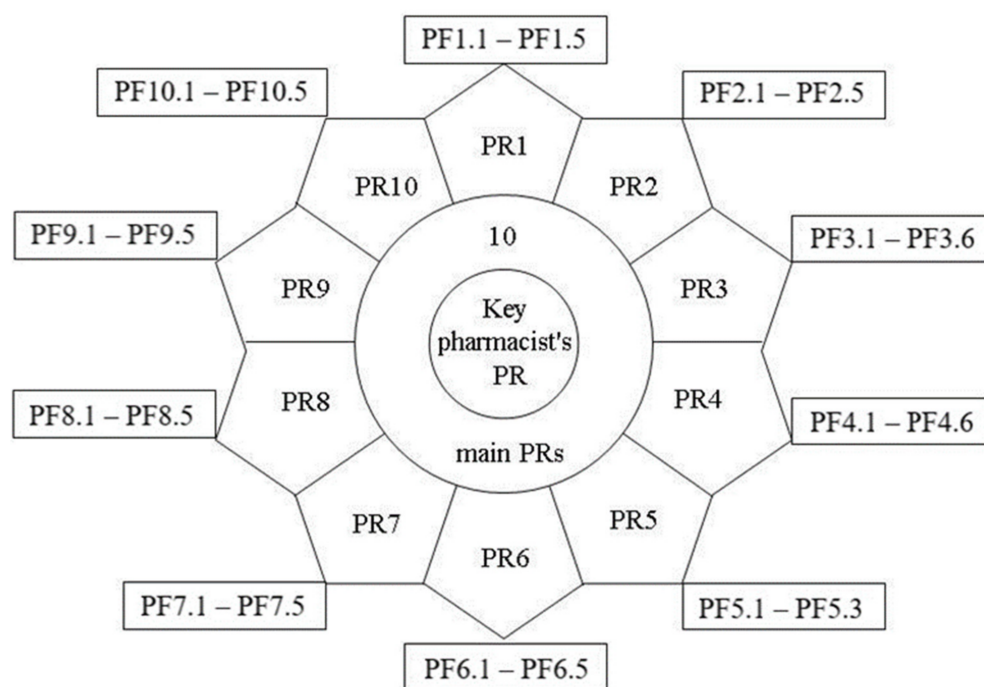 PF1.1 – PF1.5
PF10.1 – PF10.5
PF2.1 – PF2.5
PR1
PR10
PR2
PF9.1 – PF9.5
10
PF3.1 – PF3.6
PR9
PR3
Key
pharmacist's
PR
PR8
PR4
PF8.1 – PF8.5
PF4.1 – PF4.6
main PRs
PR7
PR5
PR6
PF7.1 – PF7.5
PF5.1 – PF5.3
PF6.1 – PF6.5